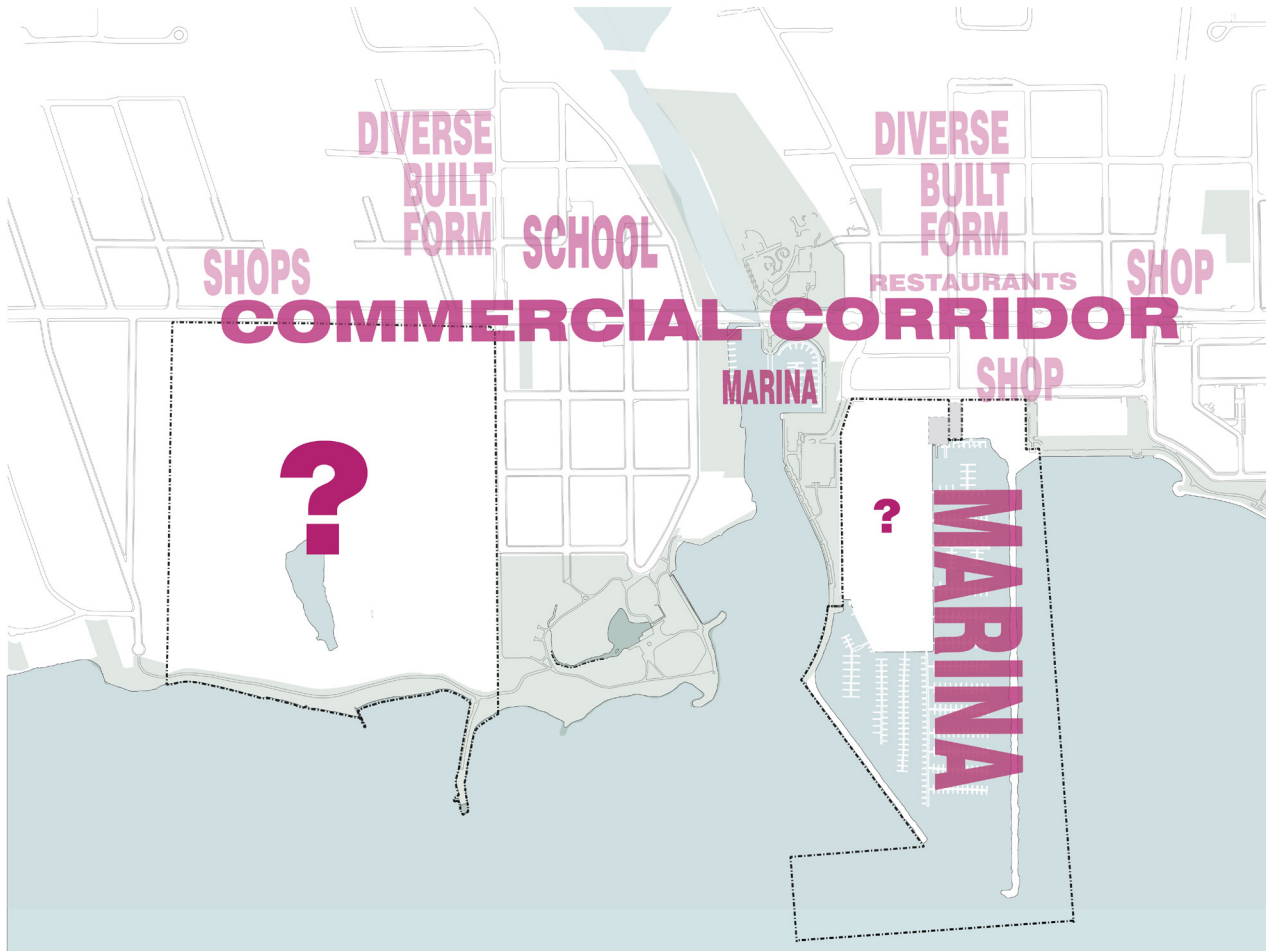 DIVERSE
BUILT
FORM
DIVERSE
BUILT
FORM
SCHOOL
SHOPS
RESTAURANTS
SHOP
COMMERCIAL CORRIDOR
MARINA
SHOP
?
?
MARINA